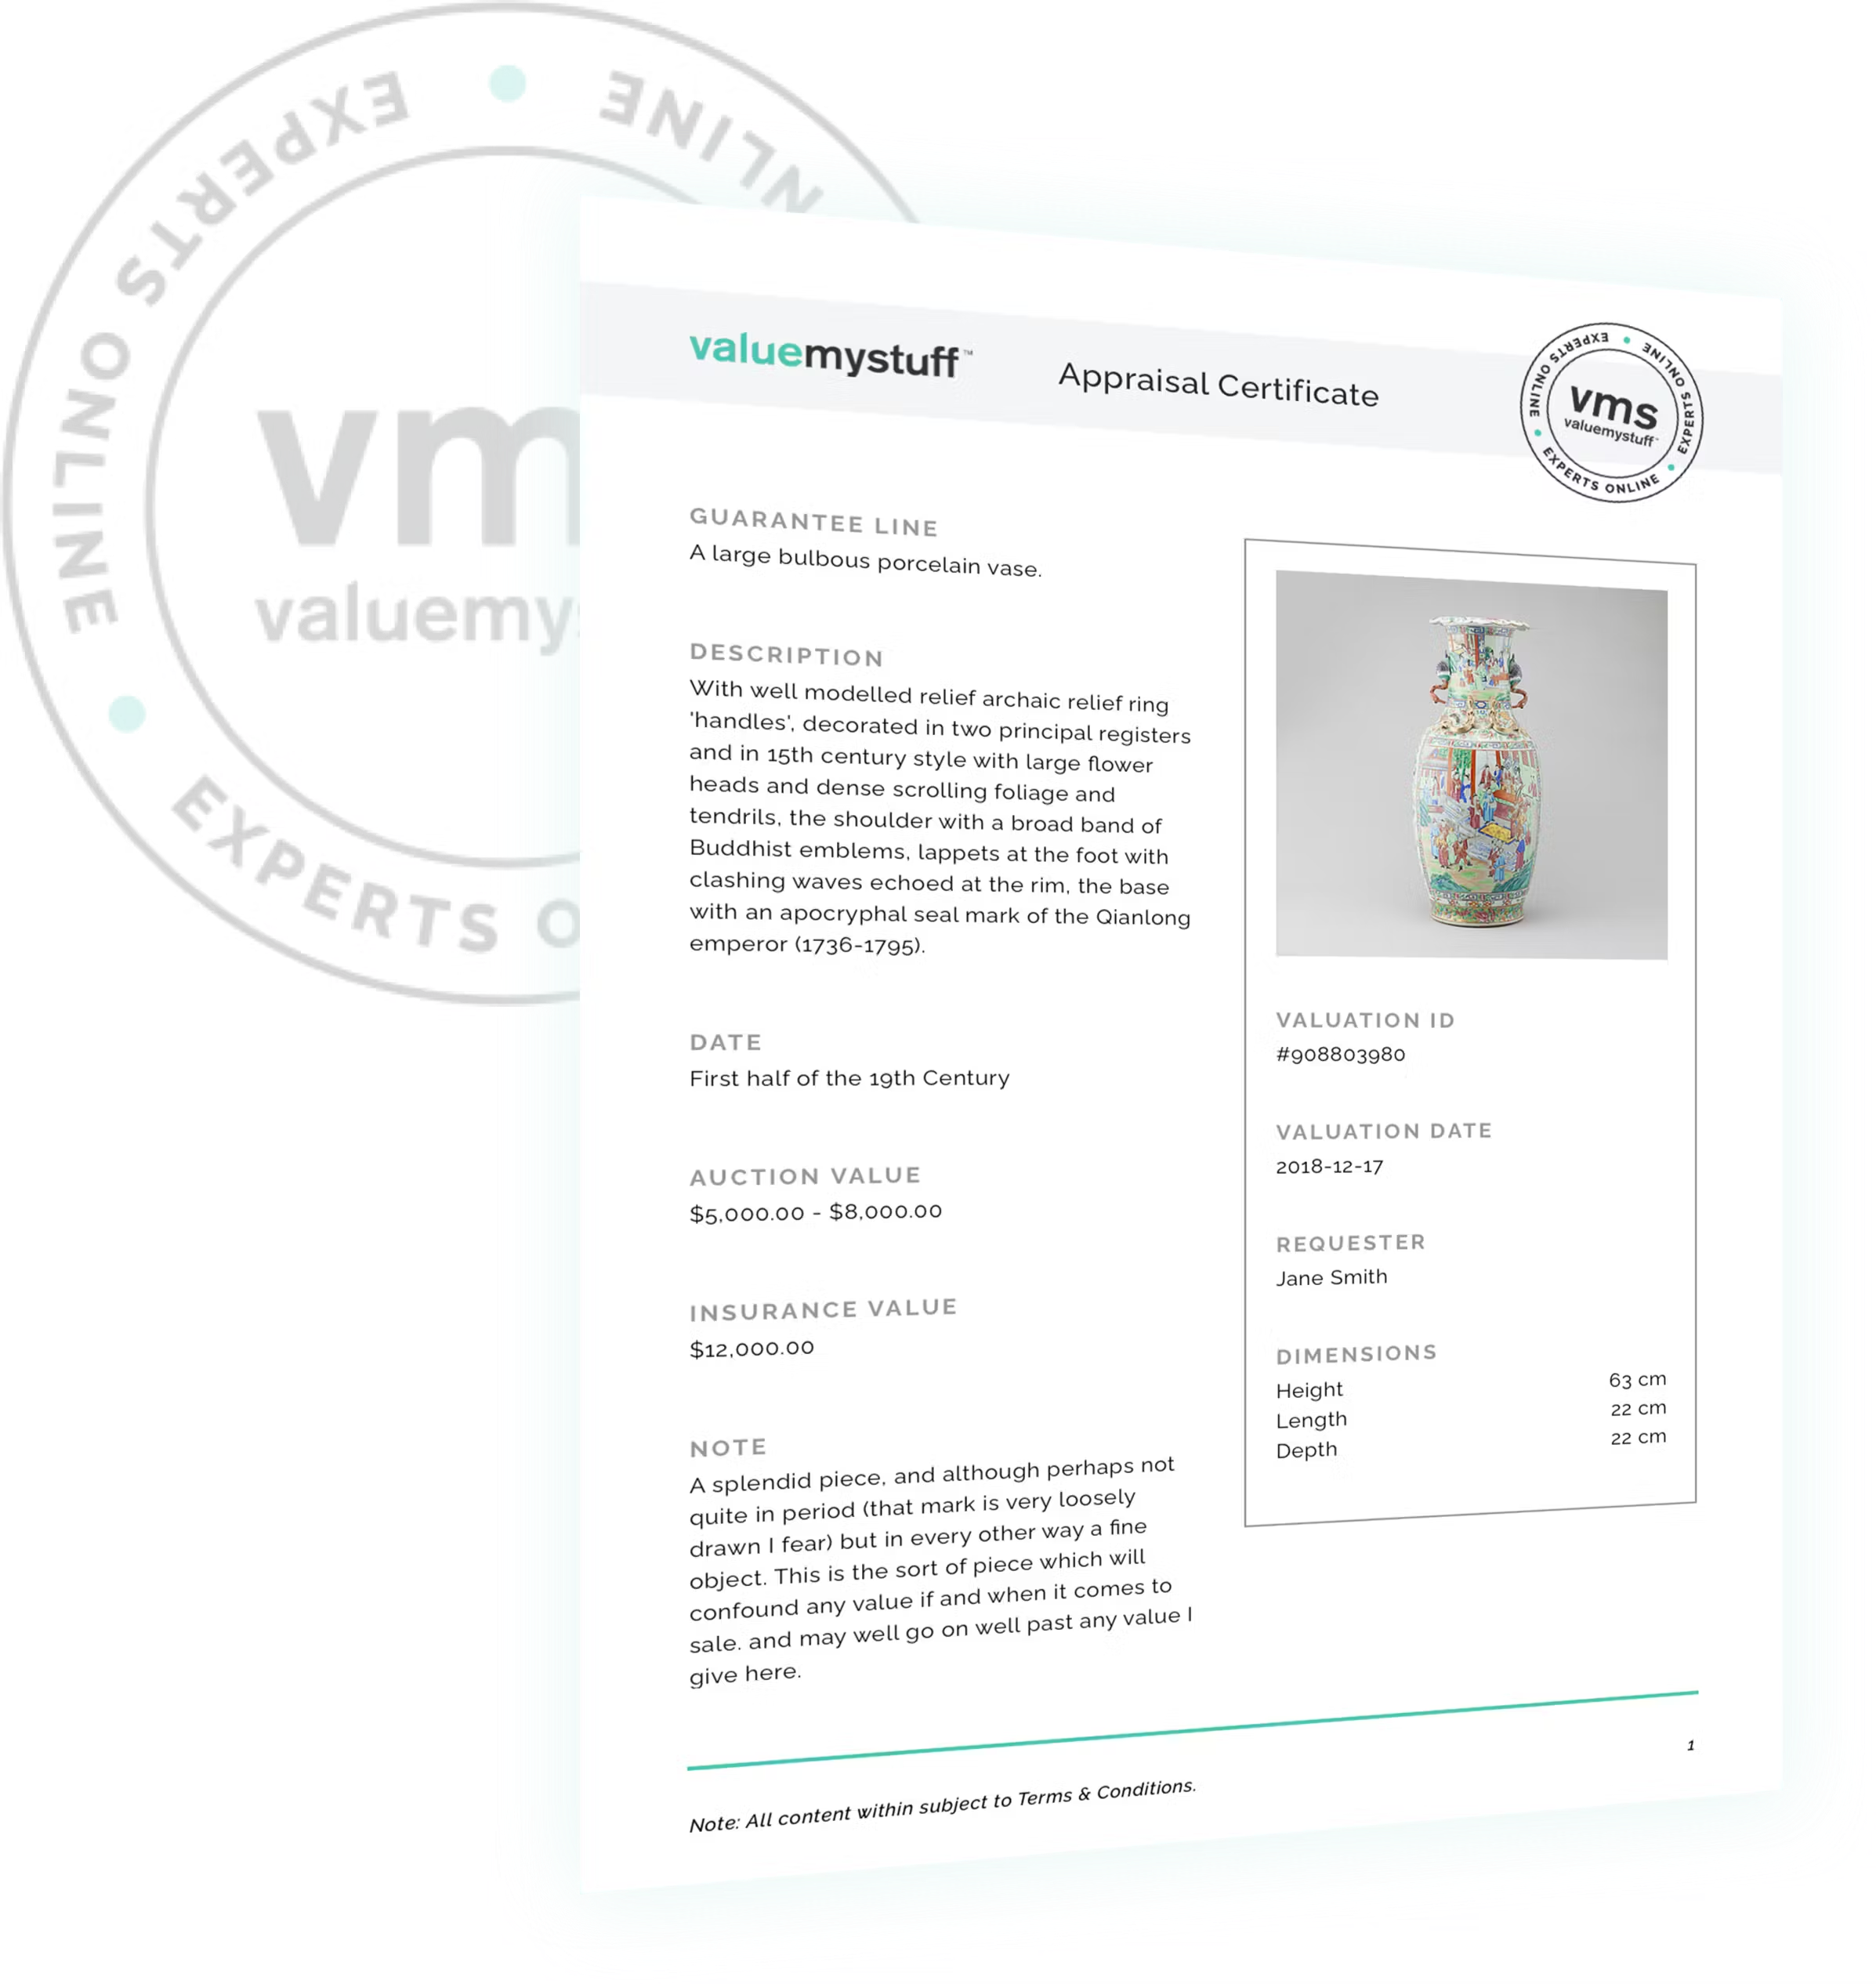 EXPERTS ONLINE
EXPERTS
NLINE
EXPERTS O
vm
valuemy
valuemystuff™
Appraisal Certificate
EXPERTS ONLINE
EXPERTS ONLINE
EXPERTS ONLINE
vms
valuemystuff™
GUARANTEE LINE
A large bulbous porcelain vase.
DESCRIPTION
With well modelled relief archaic relief ring
'handles', decorated in two principal registers
and in 15th century style with large flower
heads and dense scrolling foliage and
tendrils, the shoulder with a broad band of
Buddhist emblems, lappets at the foot with
clashing waves echoed at the rim, the base
with an apocryphal seal mark of the Qianlong
emperor (1736-1795).
DATE
First half of the 19th Century
AUCTION VALUE
$5,000.00 - $8,000.00
INSURANCE VALUE
$12,000.00
NOTE
A splendid piece, and although perhaps not
quite in period (that mark is very loosely
drawn I fear) but in every other way a fine
object. This is the sort of piece which will
confound any value if and when it comes to
sale. and may well go on well past any value I
give here.
VALUATION ID
#908803980
VALUATION DATE
2018-12-17
REQUESTER
Jane Smith
DIMENSIONS
Height 63 cm
Length 22 cm
Depth 22 cm
1
Note: All content within subject to Terms & Conditions.